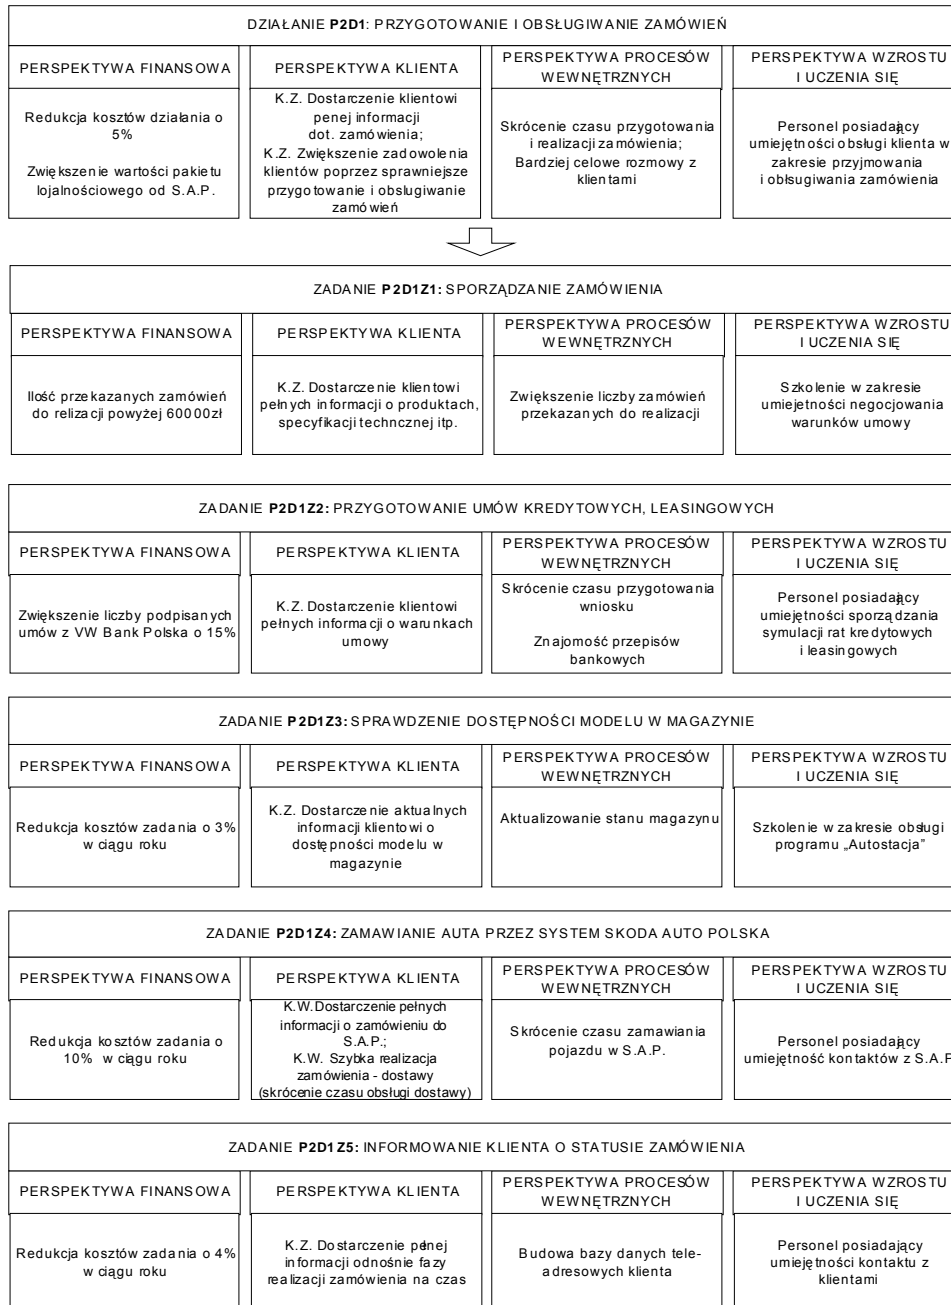 DZIAŁANIE P2D1: PRZYGOTOWANIE I OBSŁUGIWANIE ZAMÓWIEŃ
PERSPEKTYWA FINANSOWA
PERSPEKTYWA KLIENTA
PERSPEKTYWA PROCESÓW
WEWNĘTRZNYCH
PERSPEKTYWA WZROSTU
I UCZENIA SIĘ
Redukcja kosztów działania o
5%
Zwiększenie wartości pakietu
lojalnościowego od S.A.P.
K.Z. Dostarczenie klientowi
penej informacji
dot. zamówienia;
K.Z. Zwiększenie zadowolenia
klientów poprzez sprawniejsze
przygotowanie i obslugiwanie
zamówień
Skrócenie czasu przygotowania
i realizacji zamówienia;
Bardziej celowe rozmowy z
klientami
Personel posiadający
umiejętności obsługi klienta w
zakresie przyjmowania
i obłsugiwania zamówienia
ZADANIE P2D1Z1: SPORZĄDZANIE ZAMÓWIENIA
PERSPEKTYWA FINANSOWA
PERSPEKTYWA KLIENTA
PERSPEKTYWA PROCESÓW
WEWNĘTRZNYCH
PERSPEKTYWA WZROSTU
I UCZENIA SIĘ
Ilość przekazanych zamówień
do relizacji powyżej 60000zł
K.Z. Dostarczenie klientowi
pełnych informacji o produktach,
specyfikacji techncznej itp.
Zwiększenie liczby zamówień
przekazanych do realizacji
Szkolenie w zakresie
umiejetności negocjowania
warunków umowy
ZADANIE P2D1Z2: PRZYGOTOWANIE UMÓW KREDYTOWYCH, LEASINGOWYCH
PERSPEKTYWA FINANSOWA
PERSPEKTYWA KLIENTA
PERSPEKTYWA PROCESÓW
WEWNĘTRZNYCH
PERSPEKTYWA WZROSTU
I UCZENIA SIĘ
Zwiększenie liczby podpisanych
umów z VW Bank Polska o 15%
K.Z. Dostarczenie klientowi
pełnych informacji o warunkach
umowy
Skrócenie czasu przygotowania
wniosku
Znajomość przepisów
bankowych
Personel posiadający
umiejętności sporządzania
symulacji rat kredytowych
i leasingowych
ZADANIE P2D1Z3: SPRAWDZENIE DOSTĘPNOŚCI MODELU W MAGAZYNIE
PERSPEKTYWA FINANSOWA
PERSPEKTYWA KLIENTA
PERSPEKTYWA PROCESÓW
WEWNĘTRZNYCH
PERSPEKTYWA WZROSTU
I UCZENIA SIĘ
Redukcja kosztów zadania o 3%
w ciągu roku
K.Z. Dostarczenie aktualnych
informacji klientowi o
dostępności modelu w
magazynie
Aktualizowanie stanu magazynu
Szkolenie w zakresie obsługi
programu „Autostacja”
ZADANIE P2D1Z4: ZAMAWIANIE AUTA PRZEZ SYSTEM SKODA AUTO POLSKA
PERSPEKTYWA FINANSOWA
PERSPEKTYWA KLIENTA
PERSPEKTYWA PROCESÓW
WEWNĘTRZNYCH
PERSPEKTYWA WZROSTU
I UCZENIA SIĘ
Redukcja kosztów zadania o
10% w ciągu roku
K.W.Dostarczenie pełnych
informacji o zamówieniu do
S.A.P.;
K.W. Szybka realizacja
zamówienia - dostawy
(skrócenie czasu obsługi dostawy)
Skrócenie czasu zamawiania
pojazdu w S.A.P.
Personel posiadający
umiejętność kontaktów z S.A.P
ZADANIE P2D1Z5: INFORMOWANIE KLIENTA O STATUSIE ZAMÓWIENIA
PERSPEKTYWA FINANSOWA
PERSPEKTYWA KLIENTA
PERSPEKTYWA PROCESÓW
WEWNĘTRZNYCH
PERSPEKTYWA WZROSTU
I UCZENIA SIĘ
Redukcja kosztów zadania o 4%
w ciągu roku
K.Z. Dostarczenie pełnej
informacji odnośnie fazy
realizacji zamówienia na czas
Budowa bazy danych tele-
adresowych klienta
Personel posiadający
umiejętności kontaktu z
klientami